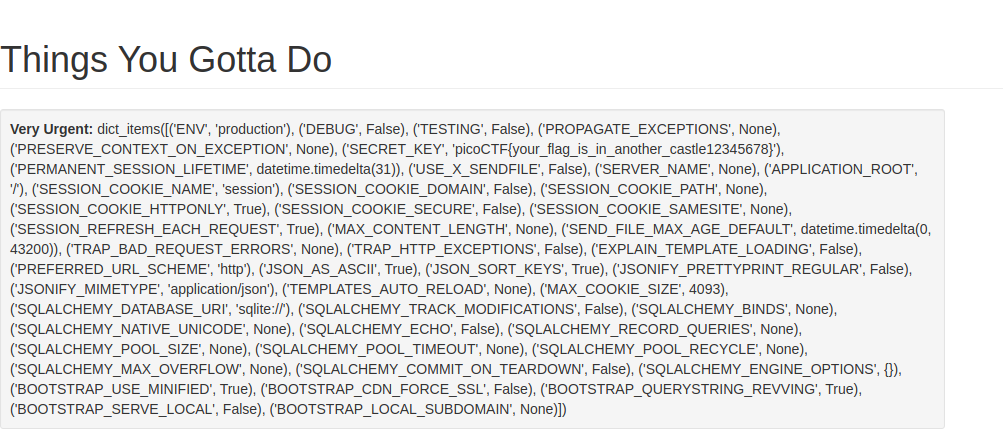 Things You Gotta Do
Very Urgent: dict_items([('ENV', 'production'), ('DEBUG', False), ('TESTING', False), ('PROPAGATE_EXCEPTIONS', None),
('PRESERVE_CONTEXT_ON_EXCEPTION', None), ('SECRET_KEY', 'picoCTF{your_flag_is_in_another_castle12345678}'),
('PERMANENT_SESSION_LIFETIME', datetime.timedelta(31)), ('USE_X_SENDFILE', False), ('SERVER_NAME', None), ('APPLICATION_ROOT',
'/'), ('SESSION_COOKIE_NAME', 'session'), ('SESSION_COOKIE_DOMAIN', False), ('SESSION_COOKIE_PATH', None),
('SESSION_COOKIE_HTTPONLY', True), ('SESSION_COOKIE_SECURE', False), ('SESSION_COOKIE_SAMESITE', None),
('SESSION_REFRESH_EACH_REQUEST', True), ('MAX_CONTENT_LENGTH', None), ('SEND_FILE_MAX_AGE_DEFAULT', datetime.timedelta(0,
43200)), ('TRAP_BAD_REQUEST_ERRORS', None), ('TRAP_HTTP_EXCEPTIONS', False), ('EXPLAIN_TEMPLATE_LOADING', False),
('PREFERRED_URL_SCHEME', 'http'), ('JSON_AS_ASCII', True), ('JSON_SORT_KEYS', True), ('JSONIFY_PRETTYPRINT_REGULAR', False),
('JSONIFY_MIMETYPE', 'application/json'), ('TEMPLATES_AUTO_RELOAD', None), ('MAX_COOKIE_SIZE', 4093),
('SQLALCHEMY_DATABASE_URI', 'sqlite://'), ('SQLALCHEMY_TRACK_MODIFICATIONS', False), ('SQLALCHEMY_BINDS', None),
('SQLALCHEMY_NATIVE_UNICODE', None), ('SQLALCHEMY_ECHO', False), ('SQLALCHEMY_RECORD_QUERIES', None),
('SQLALCHEMY_POOL_SIZE', None), ('SQLALCHEMY_POOL_TIMEOUT', None), ('SQLALCHEMY_POOL_RECYCLE', None),
('SQLALCHEMY_MAX_OVERFLOW', None), ('SQLALCHEMY_COMMIT_ON_TEARDOWN', False), ('SQLALCHEMY_ENGINE_OPTIONS', {}),
('BOOTSTRAP_USE_MINIFIED', True), ('BOOTSTRAP_CDN_FORCE_SSL', False), ('BOOTSTRAP_QUERYSTRING_REVVING', True),
('BOOTSTRAP_SERVE_LOCAL', False), ('BOOTSTRAP_LOCAL_SUBDOMAIN', None)])